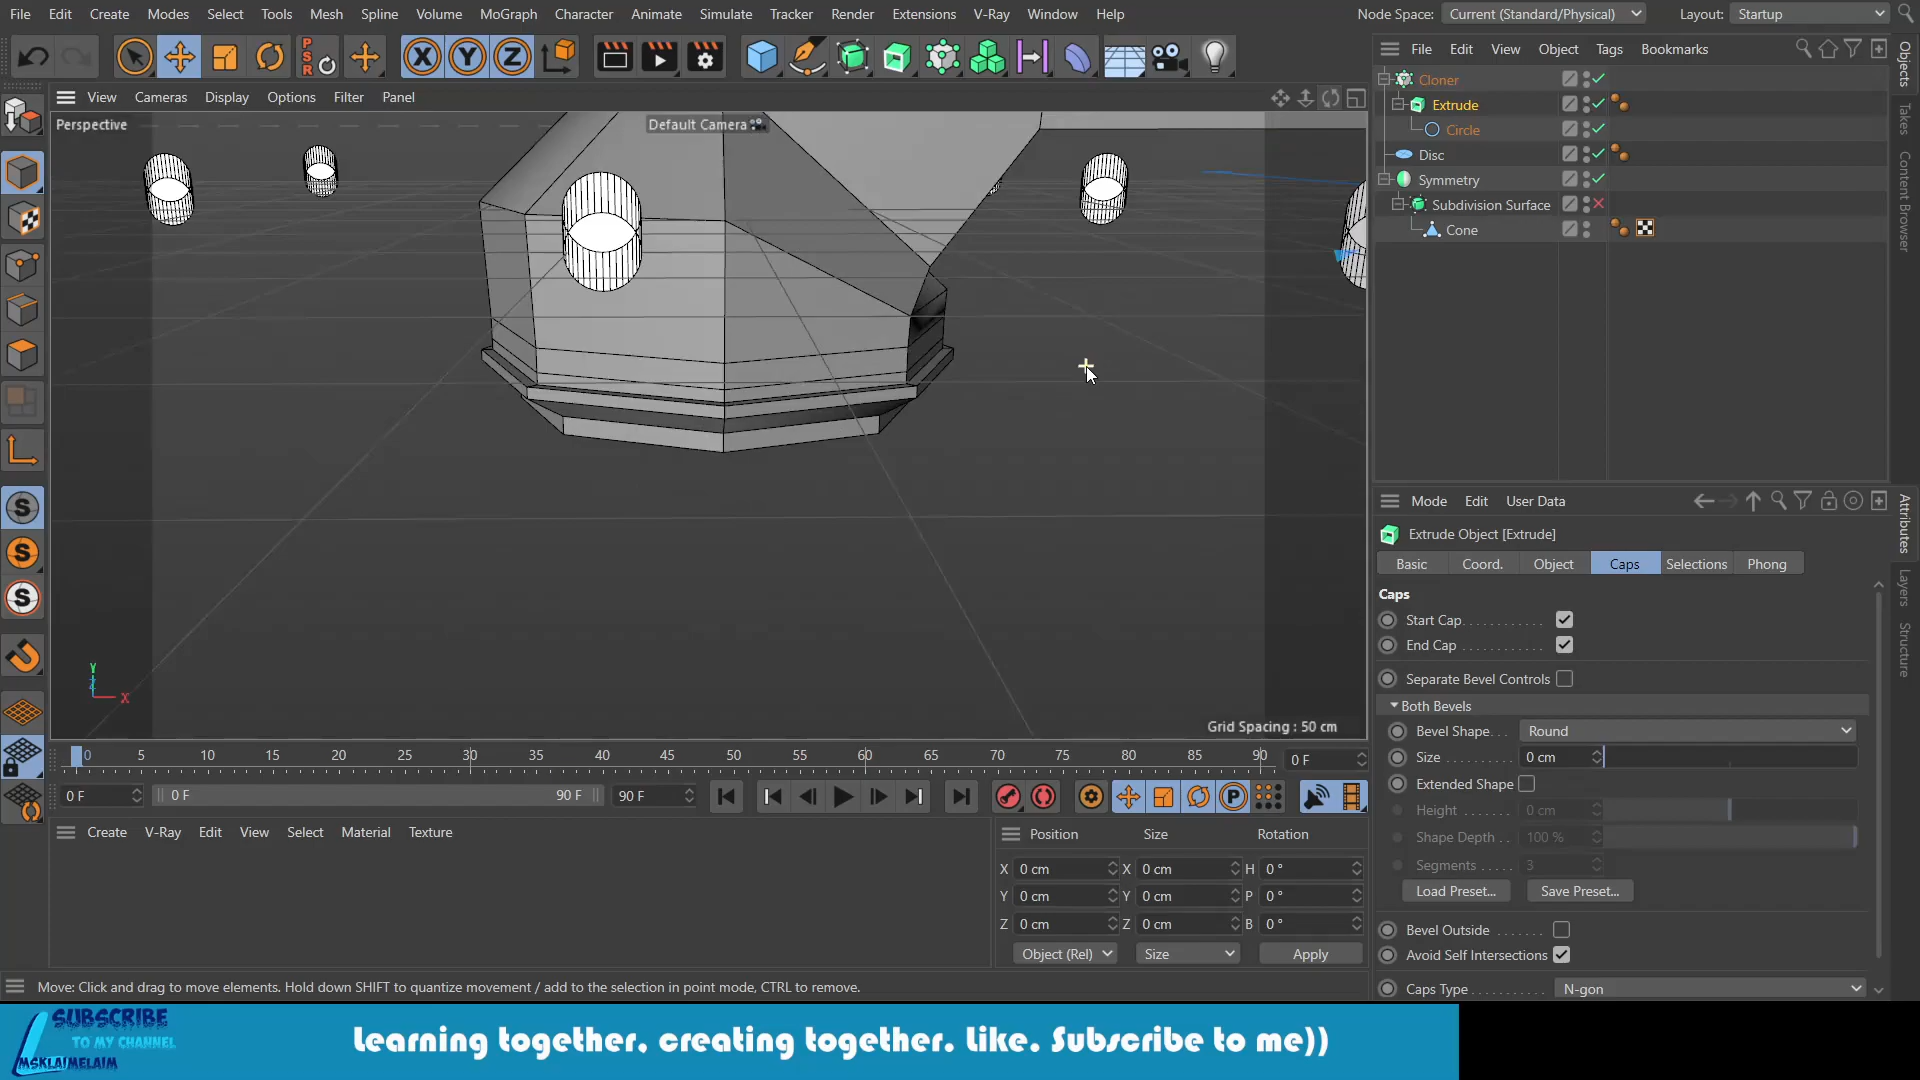 File Edit Create Modes Select Tools Mesh Spline Volume MoGraph Character Animate Simulate Tracker Render Extensions V-Ray Window Help
Node Space: Current (Standard/Physical) Layout: Startup
PSR X Y Z
File Edit View Object Tags Bookmarks
View Cameras Display Options Filter Panel
Perspective Default Camera
Cloner
Extrude
Circle
Disc
Symmetry
Subdivision Surface
Cone
Objects
Takes
Content Browser
Grid Spacing : 50 cm
Y
Z X
Mode Edit User Data
Extrude Object [Extrude]
Basic Coord. Object Caps Selections Phong
Caps
Start Cap
End Cap
Separate Bevel Controls
Both Bevels
Bevel Shape Round
Size 0 cm
Extended Shape
Height 0 cm
Shape Depth 100 %
Segments 3
Load Preset... Save Preset...
Bevel Outside
Avoid Self Intersections
Caps Type N-gon
Attributes
Layers
Structure
0 5 10 15 20 25 30 35 40 45 50 55 60 65 70 75 80 85 90 0 F
0 F 0 F 90 F 90 F
Create V-Ray Edit View Select Material Texture
Position Size Rotation
X 0 cm X 0 cm H 0 °
Y 0 cm Y 0 cm P 0 °
Z 0 cm Z 0 cm B 0 °
Object (Rel) Size Apply
Move: Click and drag to move elements. Hold down SHIFT to quantize movement / add to the selection in point mode, CTRL to remove.
SUBSCRIBE
TO MY CHANNEL
MSKLAIMELAIM
Learning together, creating together. Like. Subscribe to me))